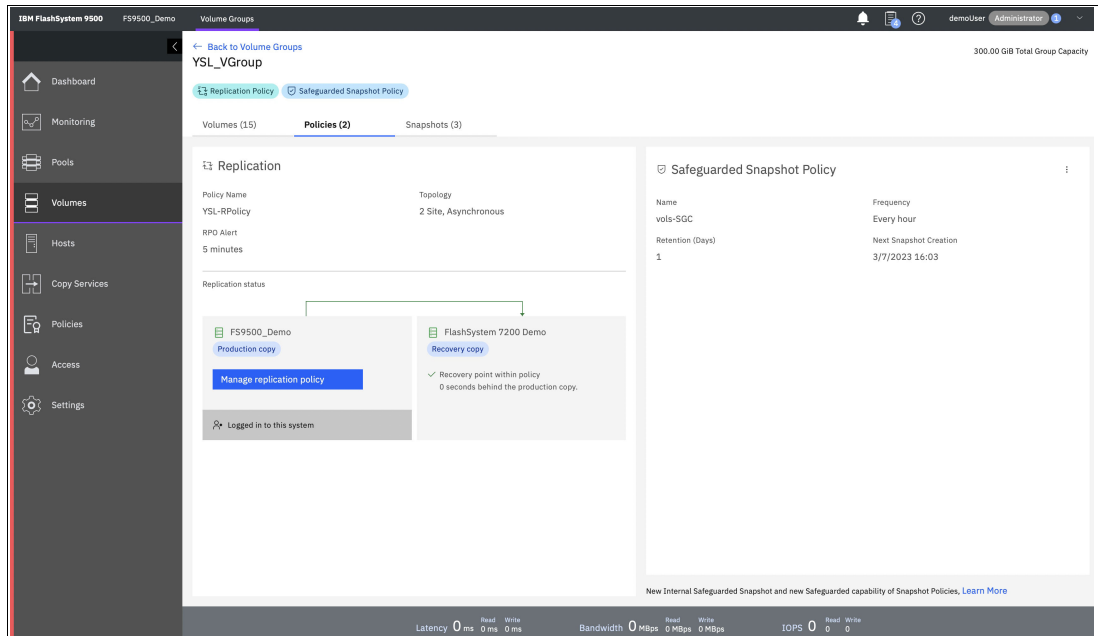 IBM FlashSystem 9500 FS9500_Demo Volume Groups 4 demoUser Administrator 1
← Back to Volume Groups
YSL_VGroup
300.00 GiB Total Group Capacity
Replication Policy Safeguarded Snapshot Policy
Volumes (15) Policies (2) Snapshots (3)
Dashboard
Monitoring
Pools
Volumes
Hosts
Copy Services
Policies
Access
Settings
Replication
Policy Name Topology
YSL-RPolicy 2 Site, Asynchronous
RPO Alert
5 minutes
Replication status
FS9500_Demo
Production copy
Manage replication policy
Logged in to this system
FlashSystem 7200 Demo
Recovery copy
Recovery point within policy
0 seconds behind the production copy.
Safeguarded Snapshot Policy
Name Frequency
vols-SGC Every hour
Retention (Days) Next Snapshot Creation
1 3/7/2023 16:03
New Internal Safeguarded Snapshot and new Safeguarded capability of Snapshot Policies, Learn More
Read Write Read Write Read Write
Latency 0 ms 0 ms 0 ms Bandwidth 0 MBps 0 MBps 0 MBps IOPS 0 0 0